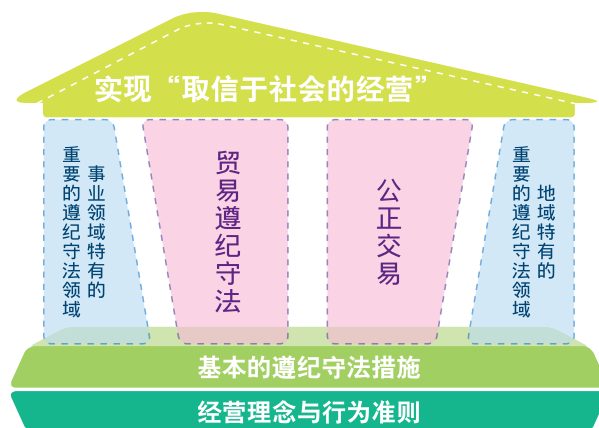 实现“取信于社会的经营”
事业领域特有的
重要的遵纪守法领域
贸易遵纪守法
公正交易
地域特有的
重要的遵纪守法领域
基本的遵纪守法措施
经营理念与行为准则